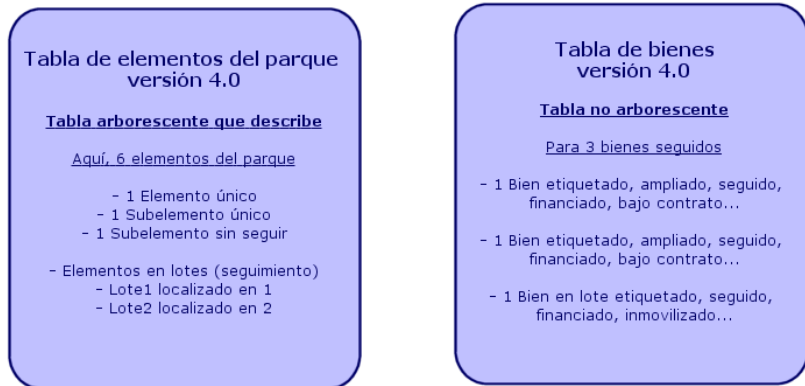 Tabla de elementos del parque
versión 4.0
Tabla arborescente que describe
Aquí, 6 elementos del parque
- 1 Elemento único
- 1 Subelemento único
- 1 Subelemento sin seguir
- Elementos en lotes (seguimiento)
- Lote1 localizado en 1
- Lote2 localizado en 2
Tabla de bienes
versión 4.0
Tabla no arborescente
Para 3 bienes seguidos
- 1 Bien etiquetado, ampliado, seguido,
financiado, bajo contrato...
- 1 Bien etiquetado, ampliado, seguido,
financiado, bajo contrato...
- 1 Bien en lote etiquetado, seguido,
financiado, inmovilizado...